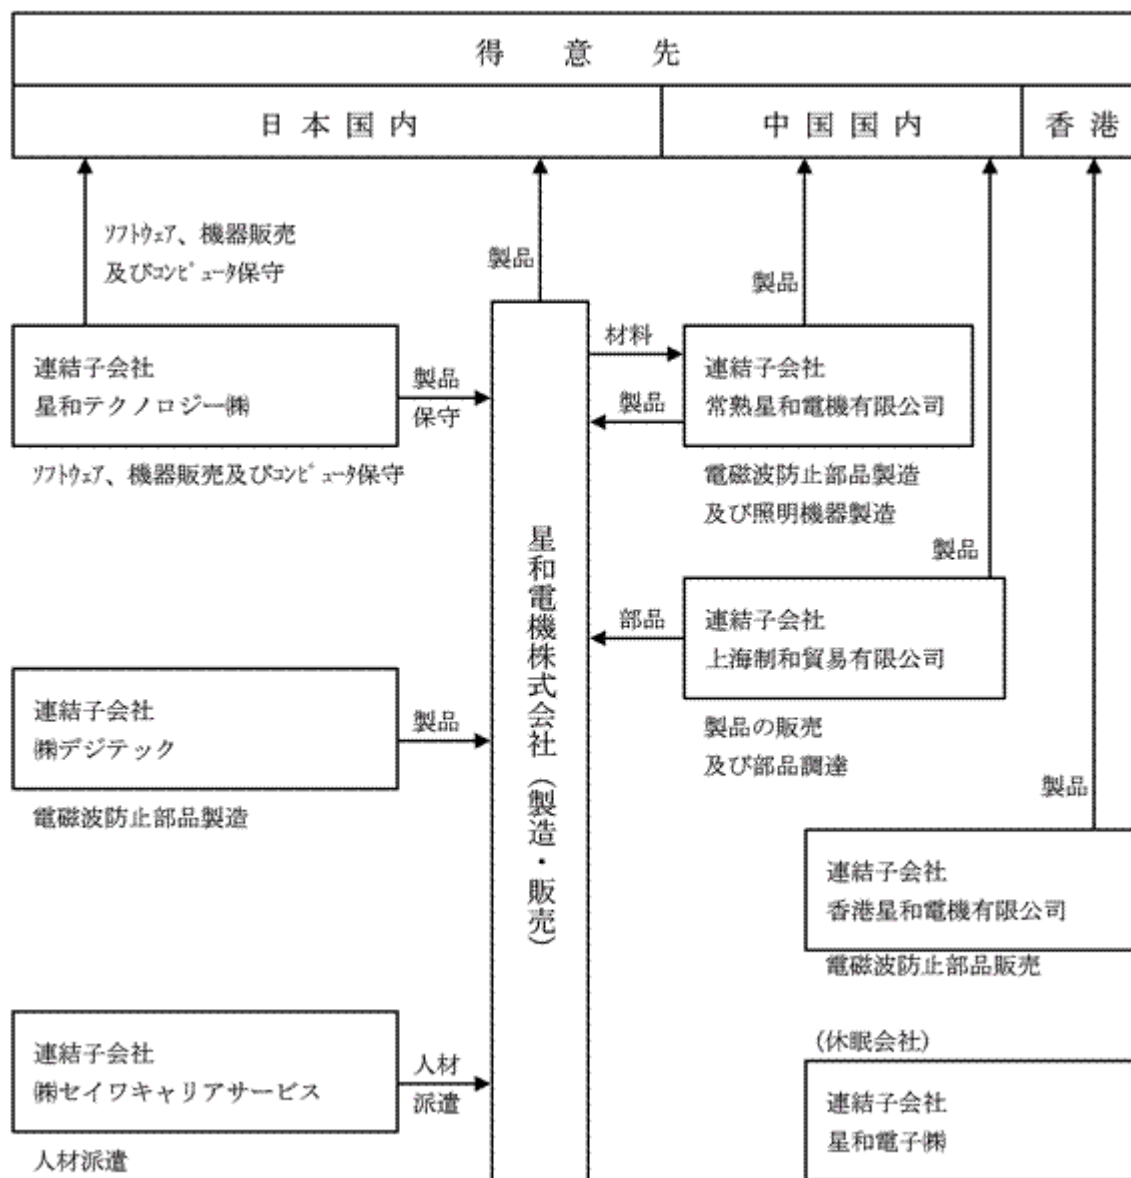 得意先
日本国内
中国国内
香港
ｿﾌﾄｳｪｱ、機器販売
及びｺﾝﾋﾟｭｰﾀ保守
製品
製品
連結子会社
星和テクノロジー㈱
製品
保守
ｿﾌﾄｳｪｱ、機器販売及びｺﾝﾋﾟｭｰﾀ保守
材料
製品
連結子会社
常熟星和電機有限公司
電磁波防止部品製造
及び照明機器製造
製品
星和電機株式会社（製造・販売）
部品
連結子会社
上海制和貿易有限公司
製品の販売
及び部品調達
連結子会社
㈱デジテック
製品
電磁波防止部品製造
製品
連結子会社
香港星和電機有限公司
電磁波防止部品販売
連結子会社
㈱セイワキャリアサービス
人材
派遣
人材派遣
(休眠会社)
連結子会社
星和電子㈱